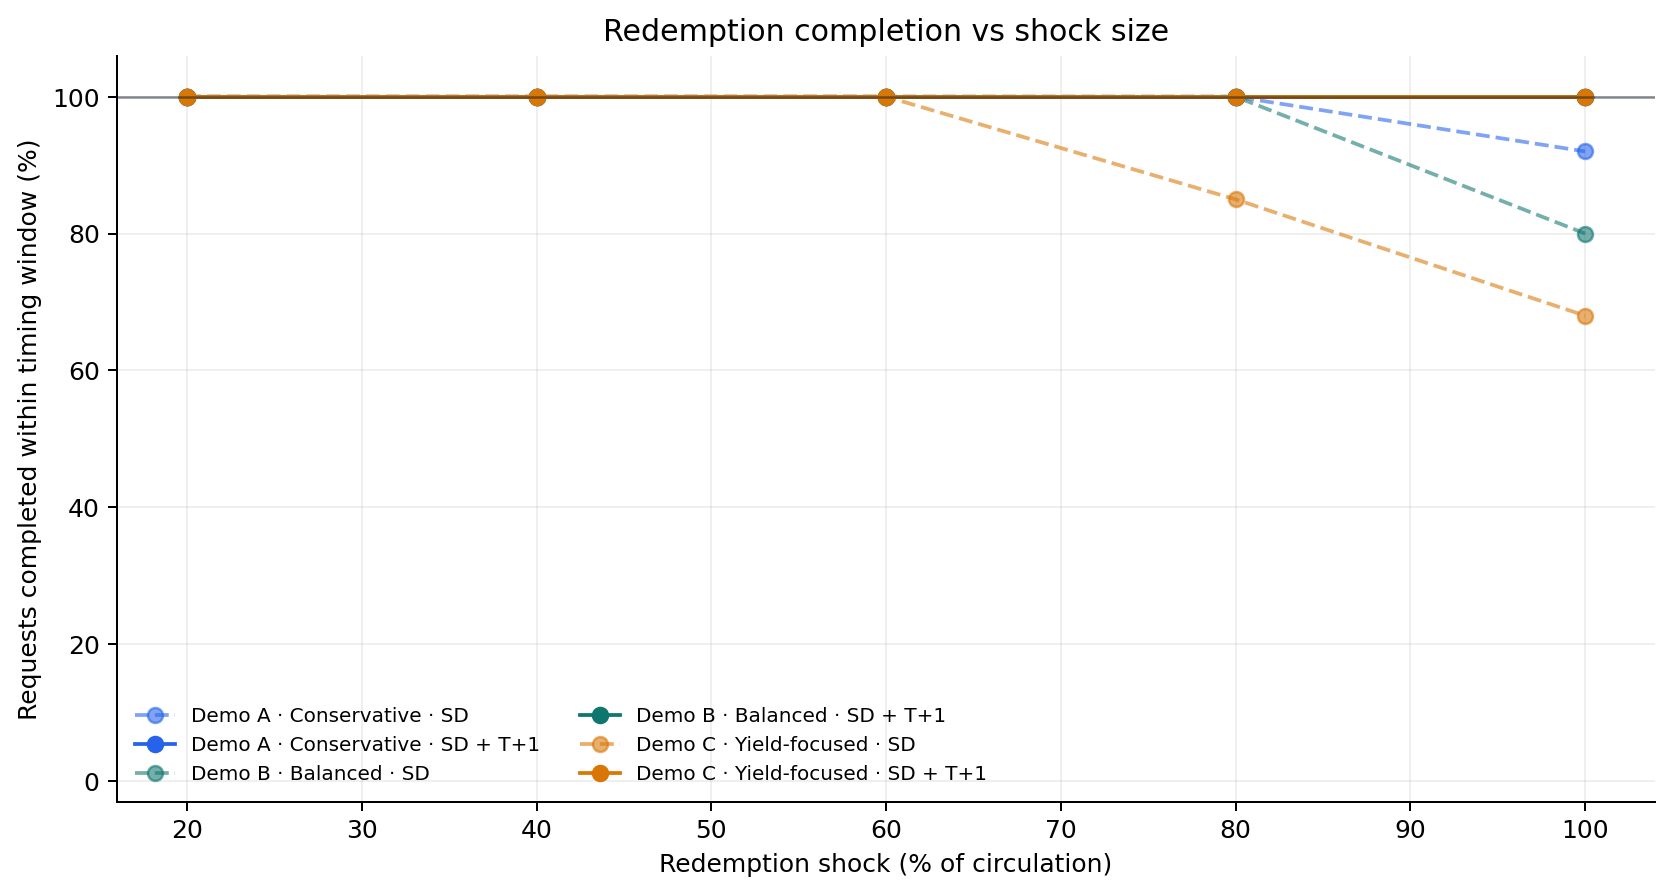 Redemption completion vs shock size
Requests completed within timing window (%)
100
80
60
40
20
0
Demo A · Conservative · SD
Demo A · Conservative · SD + T+1
Demo B · Balanced · SD
Demo B · Balanced · SD + T+1
Demo C · Yield-focused · SD
Demo C · Yield-focused · SD + T+1
20 30 40 50 60 70 80 90 100
Redemption shock (% of circulation)